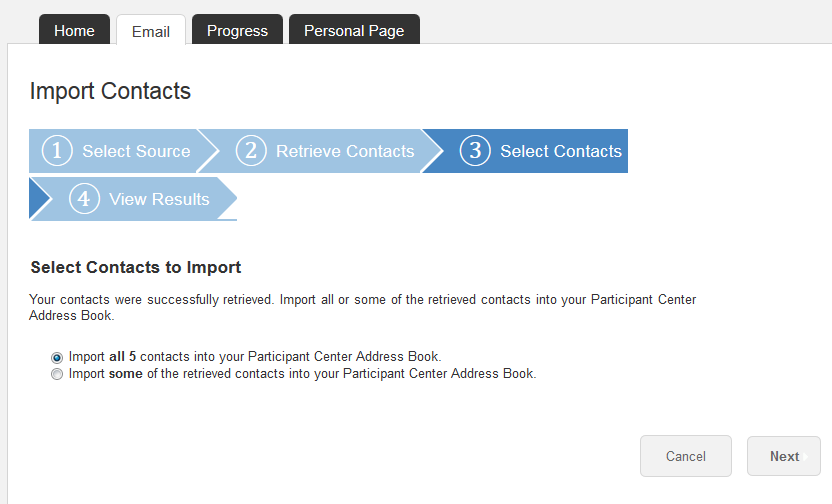 Home Email Progress Personal Page
Import Contacts
1 Select Source 2 Retrieve Contacts 3 Select Contacts
4 View Results
Select Contacts to Import
Your contacts were successfully retrieved. Import all or some of the retrieved contacts into your Participant Center
Address Book.
Import all 5 contacts into your Participant Center Address Book.
Import some of the retrieved contacts into your Participant Center Address Book.
Cancel Next